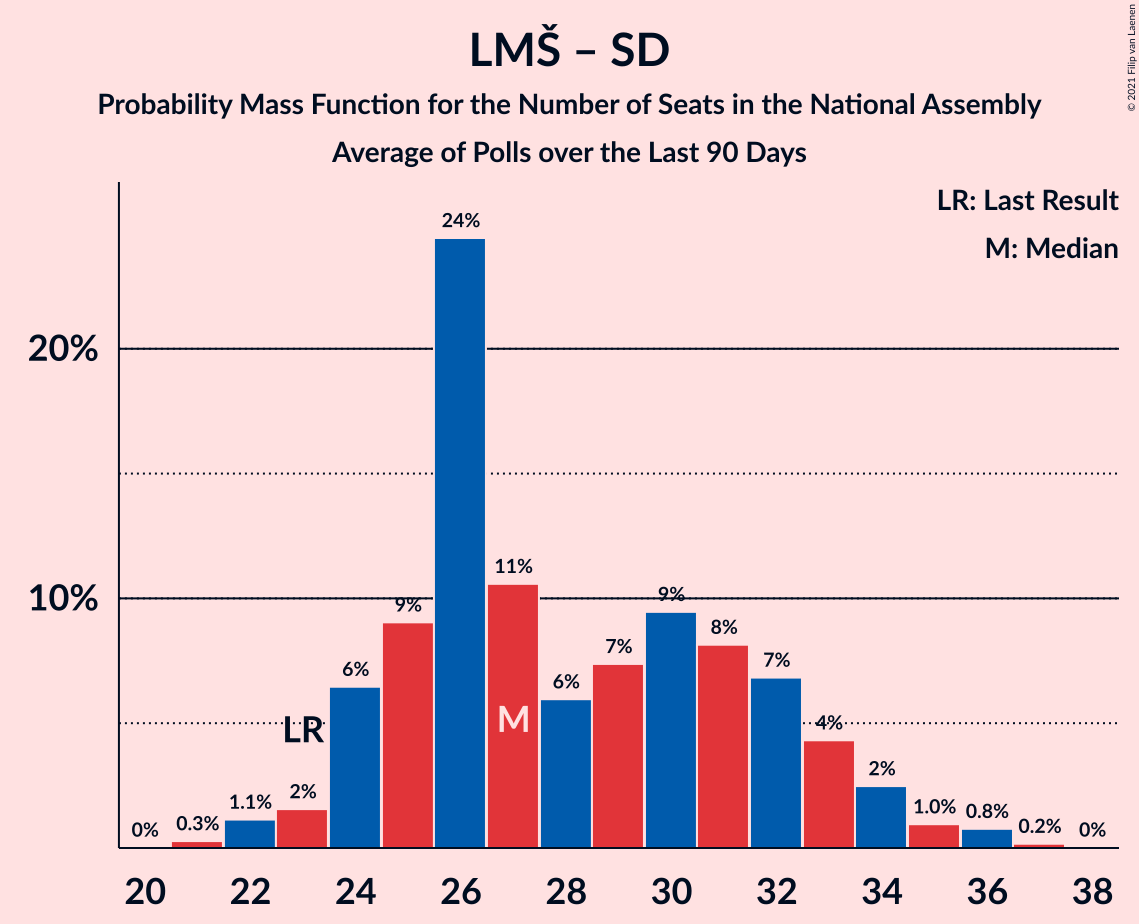 LMŠ – SD
Probability Mass Function for the Number of Seats in the National Assembly
Average of Polls over the Last 90 Days
© 2021 Filip van Laenen
LR: Last Result
M: Median
20%
10%
0%
0.3%
1.1%
2%
6%
9%
24%
11%
6%
7%
9%
8%
7%
4%
2%
1.0%
0.8%
0.2%
0%
LR
M
20 22 24 26 28 30 32 34 36 38